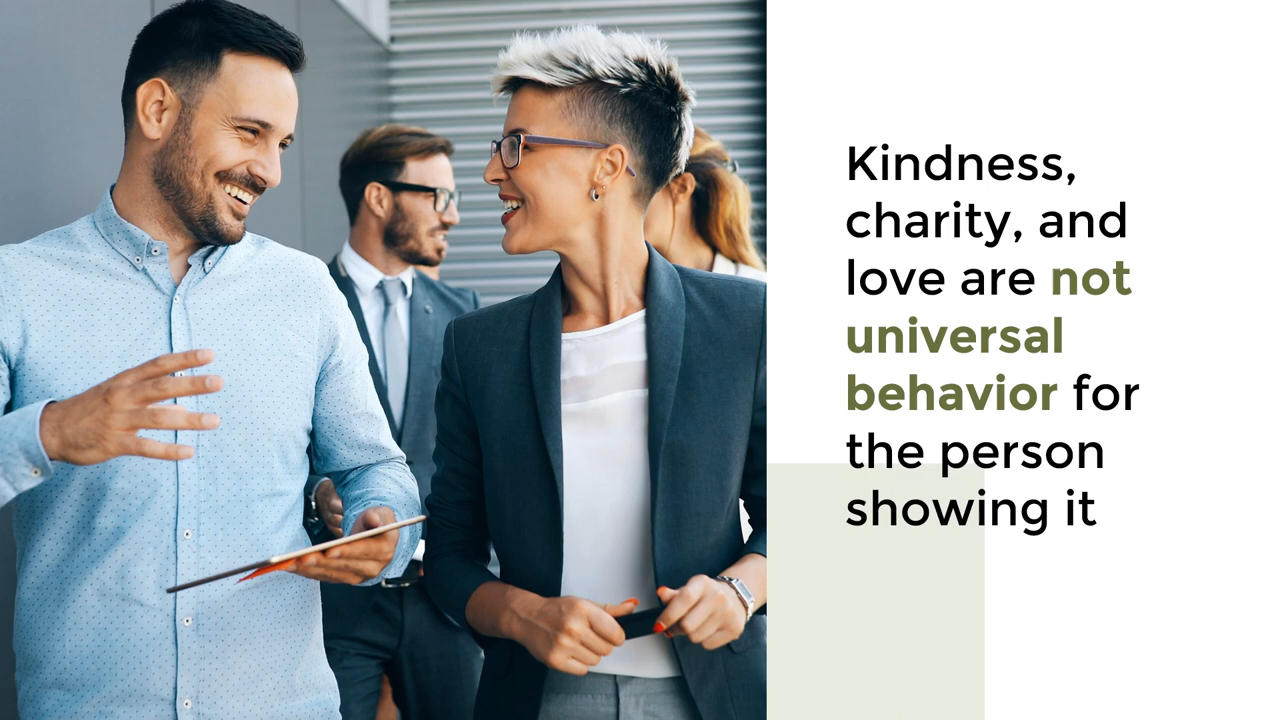 Kindness,
charity, and
love are not
universal
behavior for
the person
showing it